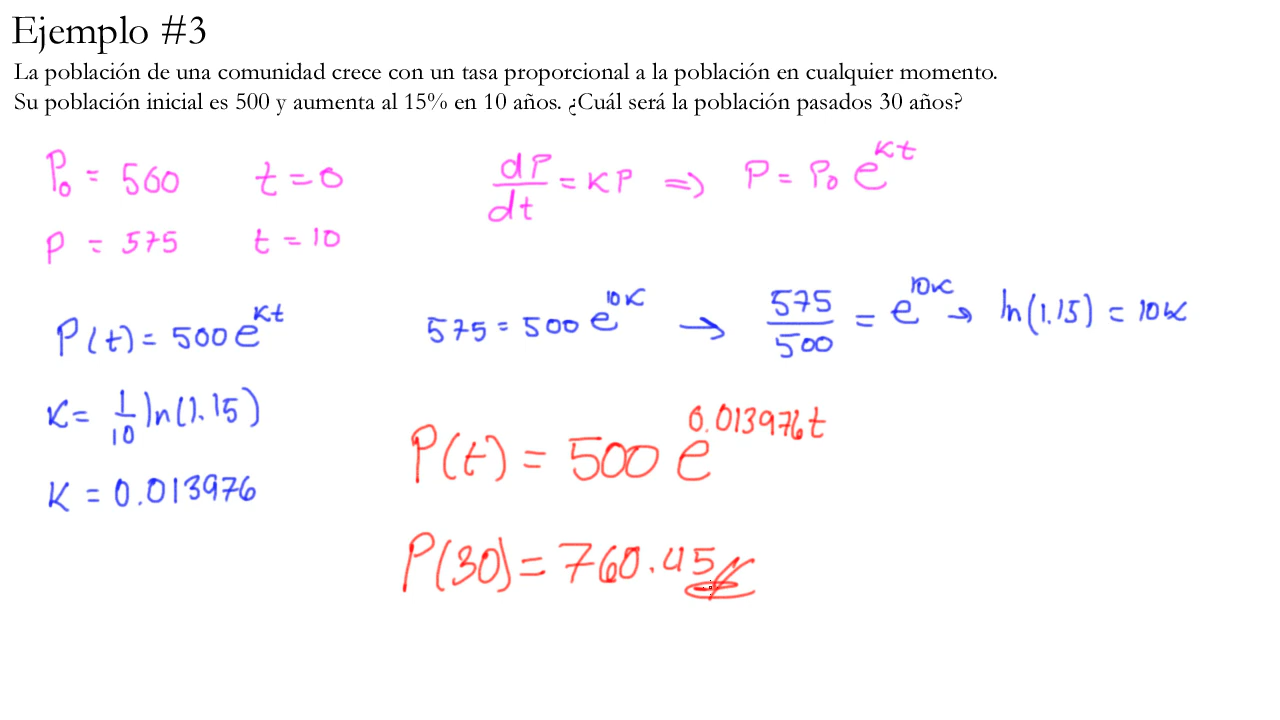 Ejemplo #3
La población de una comunidad crece con un tasa proporcional a la población en cualquier momento.
Su población inicial es 500 y aumenta al 15% en 10 años. ¿Cuál será la población pasados 30 años?
P₀ = 560 t = 0
dP/dt = KP ⇒ P = P₀ e^{Kt}
P = 575 t = 10
P(t) = 500 e^{Kt}
575 = 500 e^{10K} → 575/500 = e^{10K} → ln(1.15) = 10K
K = 1/10 ln(1.15)
K = 0.013976
P(t) = 500 e^{0.013976t}
P(30) = 760.45